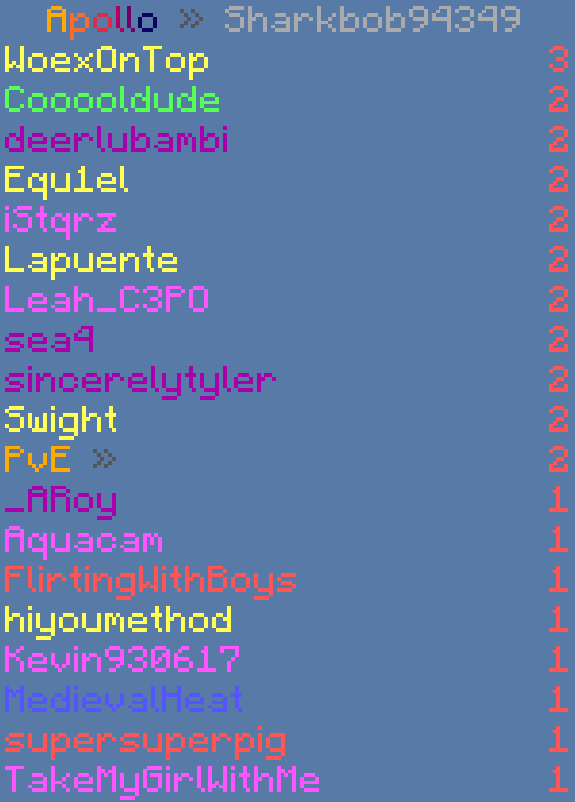 Apollo » Sharkbob94349
WoexOnTop 3
Cooooldude 2
deerlubambi 2
Equ1el 2
iStqrz 2
Lapuente 2
Leah_C3PO 2
sea9 2
sincerelytyler 2
Swight 2
PvE » 2
_ARoy 1
Aquacam 1
FlirtingWithBoys 1
hiyoumethod 1
Kevin930617 1
MedievalHeat 1
supersuperpig 1
TakeMyGirlWithMe 1